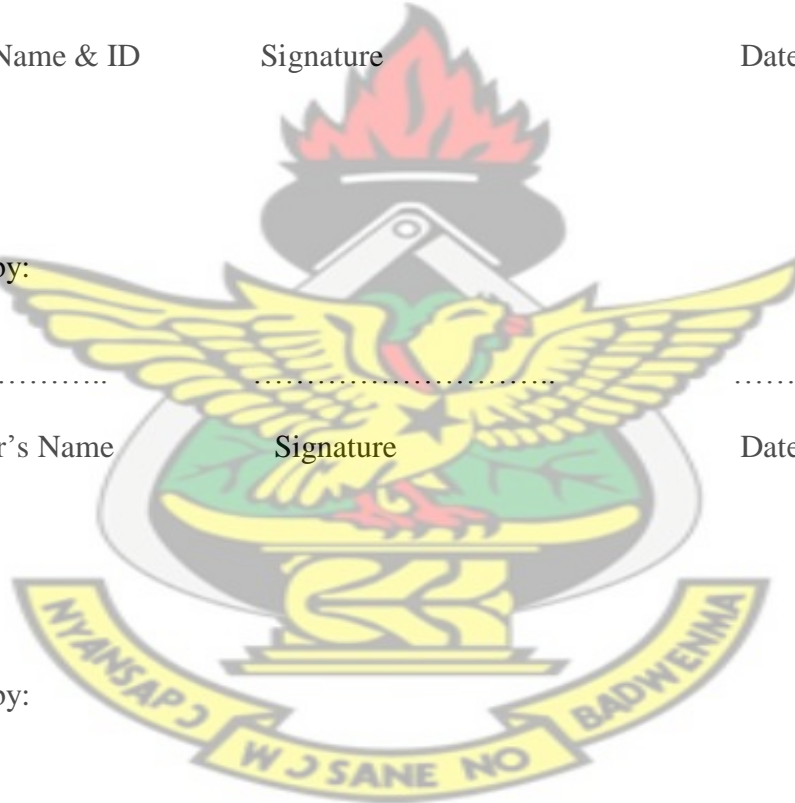 Name & ID Signature Date
by:
………….. ……………………….. ……
r's Name Signature Date
by:
NYANSAPƆ WƆSANE NO BADWENMA